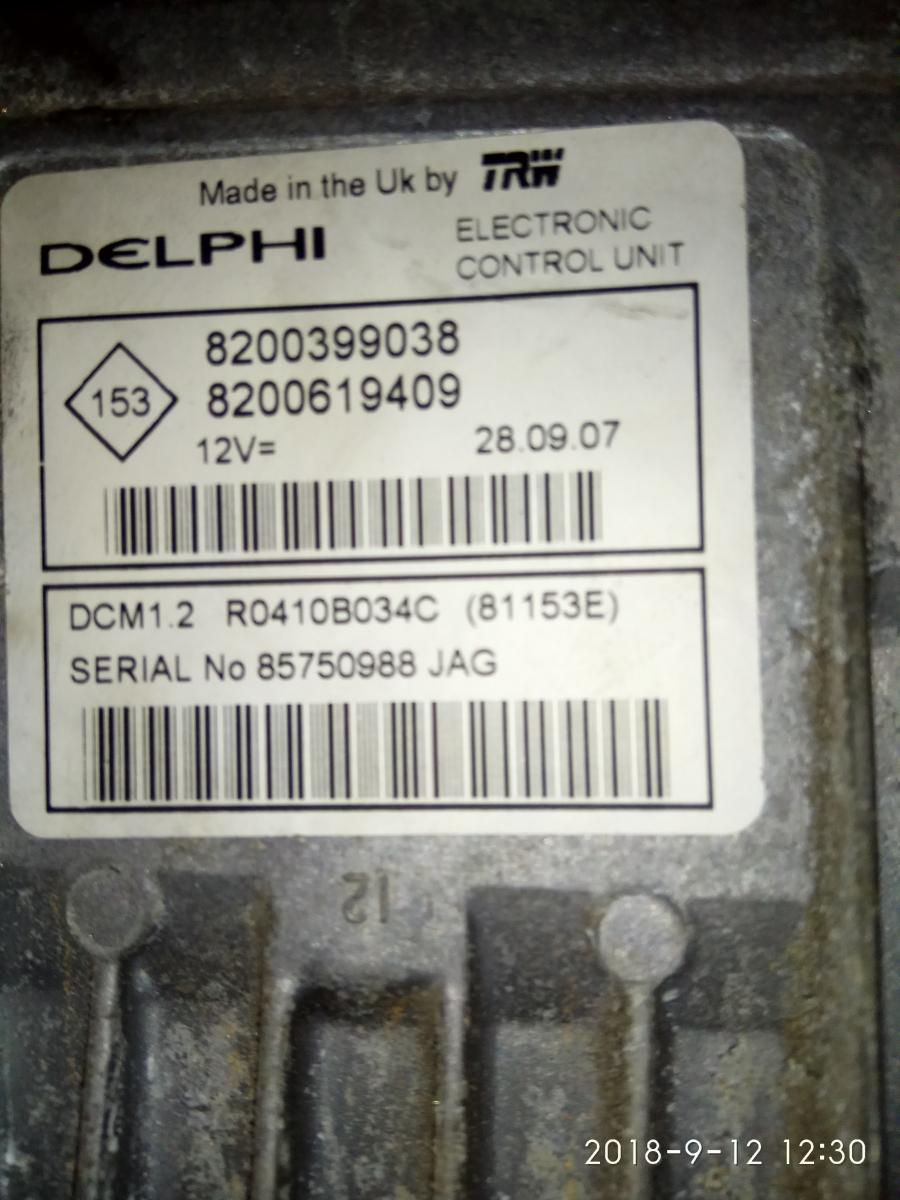 Made in the Uk by TRW
DELPHI
ELECTRONIC
CONTROL UNIT
153
8200399038
8200619409
12V=
28.09.07
DCM1.2 R0410B034C (81153E)
SERIAL No 85750988 JAG
12
2018-9-12 12:30